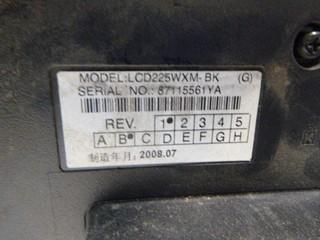 MODEL:LCD225WXM-BK (G)
SERIAL NO.: 87115561YA
REV. 1 2 3 4 5
A B C D E F G H
制造年月: 2008.07